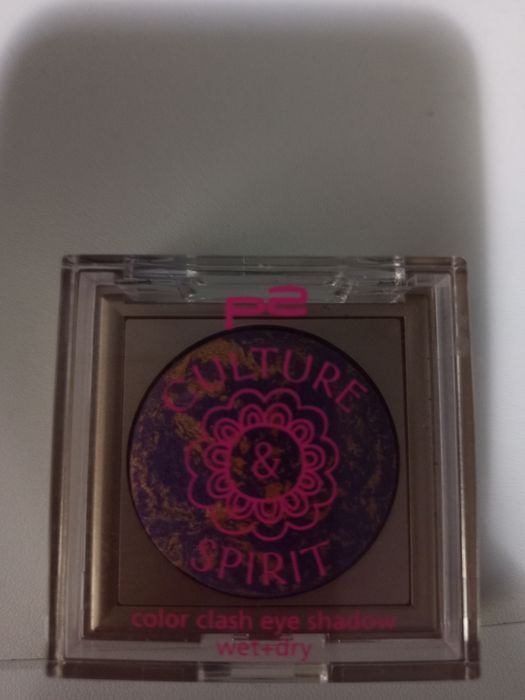 p2
CULTURE
&
SPIRIT
color clash eye shadow
wet+dry